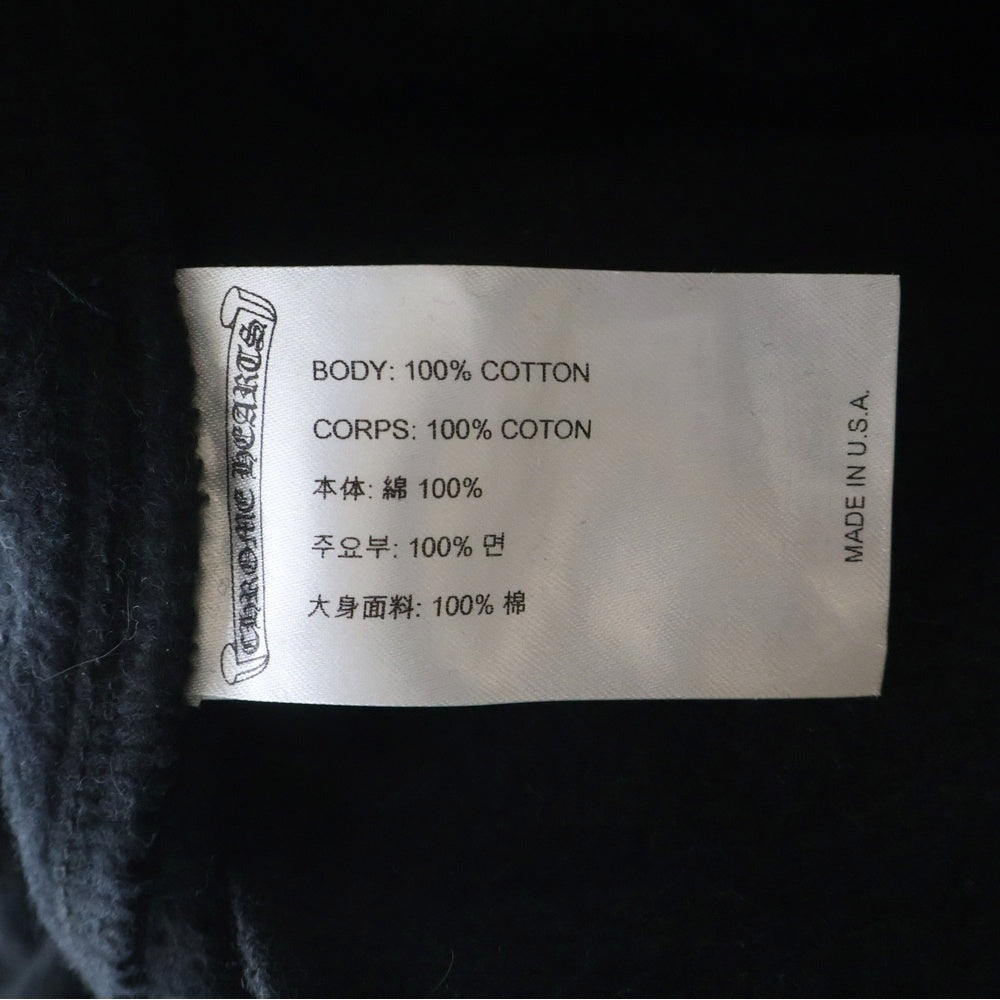 CHROME HEARTS
BODY: 100% COTTON
CORPS: 100% COTON
本体: 綿 100%
주요부: 100% 면
大身面料: 100% 棉
MADE IN U.S.A.